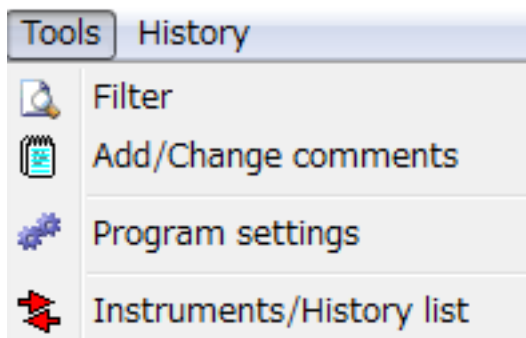 Tools History
Filter
Add/Change comments
Program settings
Instruments/History list